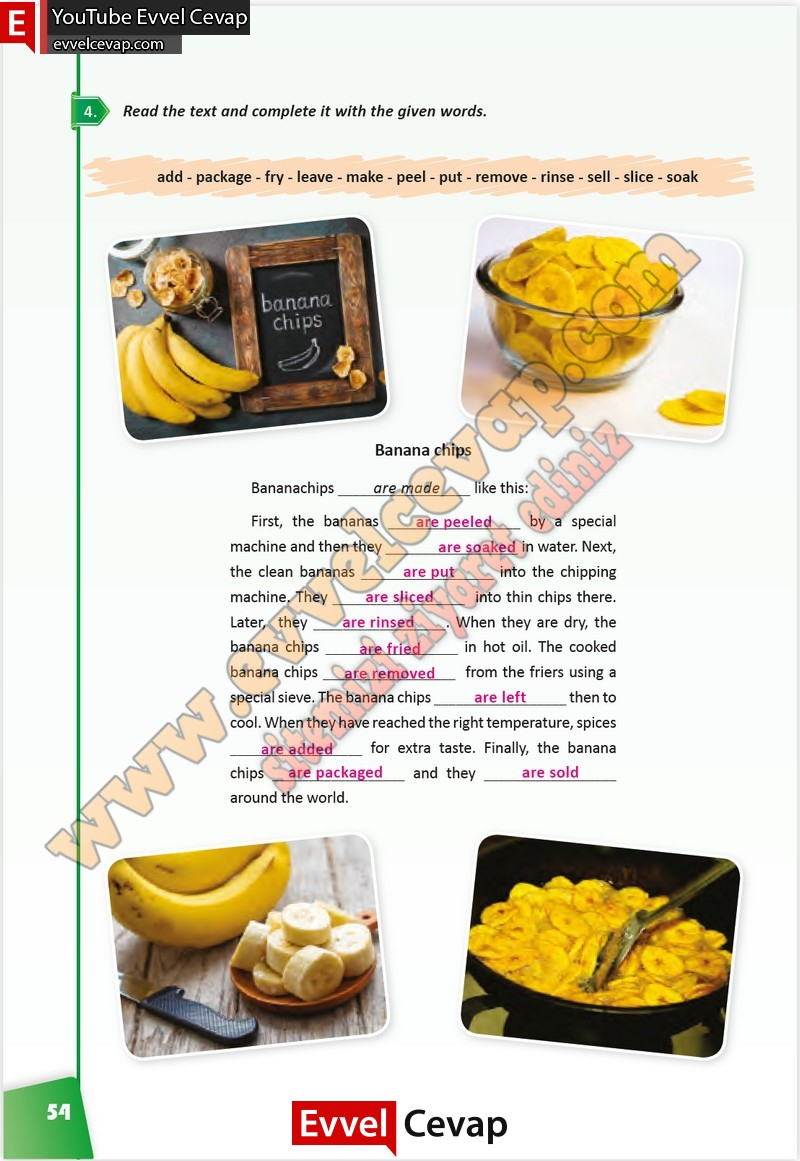 E YouTube Evvel Cevap
evvelcevap.com
4. Read the text and complete it with the given words.
add - package - fry - leave - make - peel - put - remove - rinse - sell - slice - soak
banana
chips
Banana chips
Bananachips are made like this:
First, the bananas are peeled by a special
machine and then they are soaked in water. Next,
the clean bananas are put into the chipping
machine. They are sliced into thin chips there.
Later, they are rinsed. When they are dry, the
banana chips are fried in hot oil. The cooked
banana chips are removed from the friers using a
special sieve. The banana chips are left then to
cool. When they have reached the right temperature, spices
are added for extra taste. Finally, the banana
chips are packaged and they are sold
around the world.
www.evvelcevap.com
sitemizi ziyaret ediniz
54
Evvel Cevap